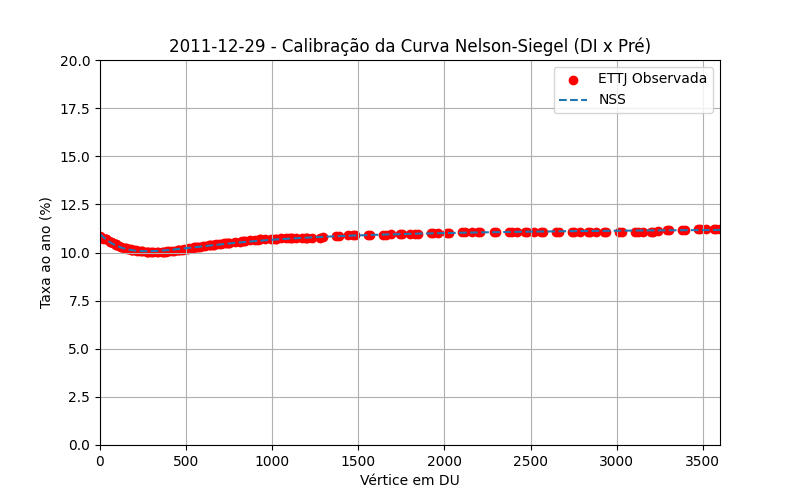 2011-12-29 - Calibração da Curva Nelson-Siegel (DI x Pré)
ETTJ Observada
NSS
Taxa ao ano (%)
20.0
17.5
15.0
12.5
10.0
7.5
5.0
2.5
0.0
0 500 1000 1500 2000 2500 3000 3500
Vértice em DU